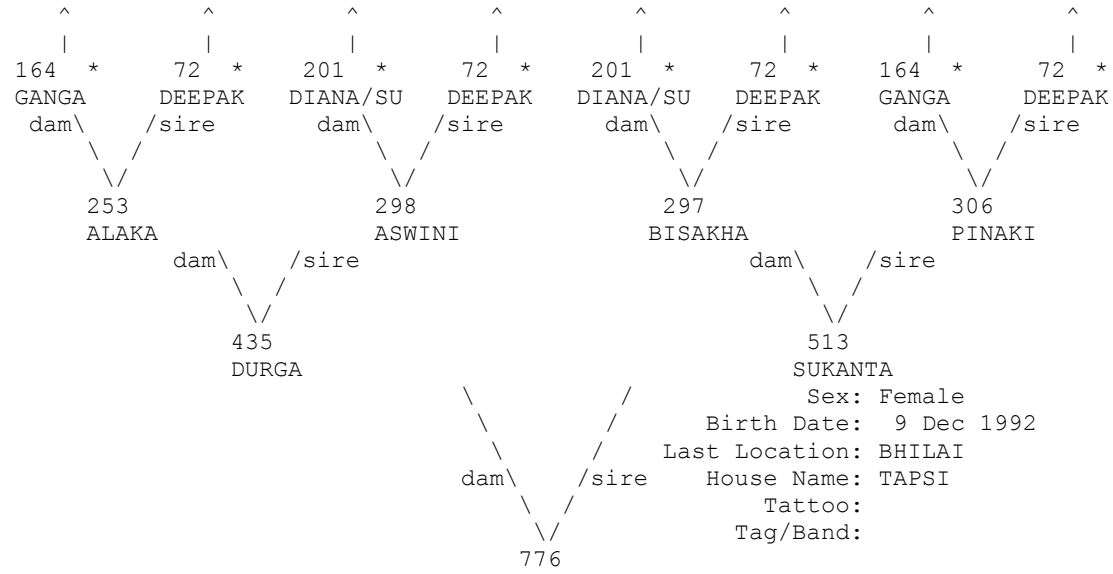 ^ ^ ^ ^ ^ ^ ^ ^
| | | | | | | |
164 * 72 * 201 * 72 * 201 * 72 * 164 * 72 *
GANGA DEEPAK DIANA/SU DEEPAK DIANA/SU DEEPAK GANGA DEEPAK
dam\ /sire dam\ /sire dam\ /sire dam\ /sire
\ / \ / \ / \ /
\/ \/ \/ \/
253 298 297 306
ALAKA ASWINI BISAKHA PINAKI
dam\ /sire dam\ /sire
\ / \ /
\/ \/
435 513
DURGA SUKANTA
\ / Sex: Female
\ / Birth Date: 9 Dec 1992
\ / Last Location: BHILAI
dam\ /sire House Name: TAPSI
\ / Tattoo:
\/ Tag/Band:
776